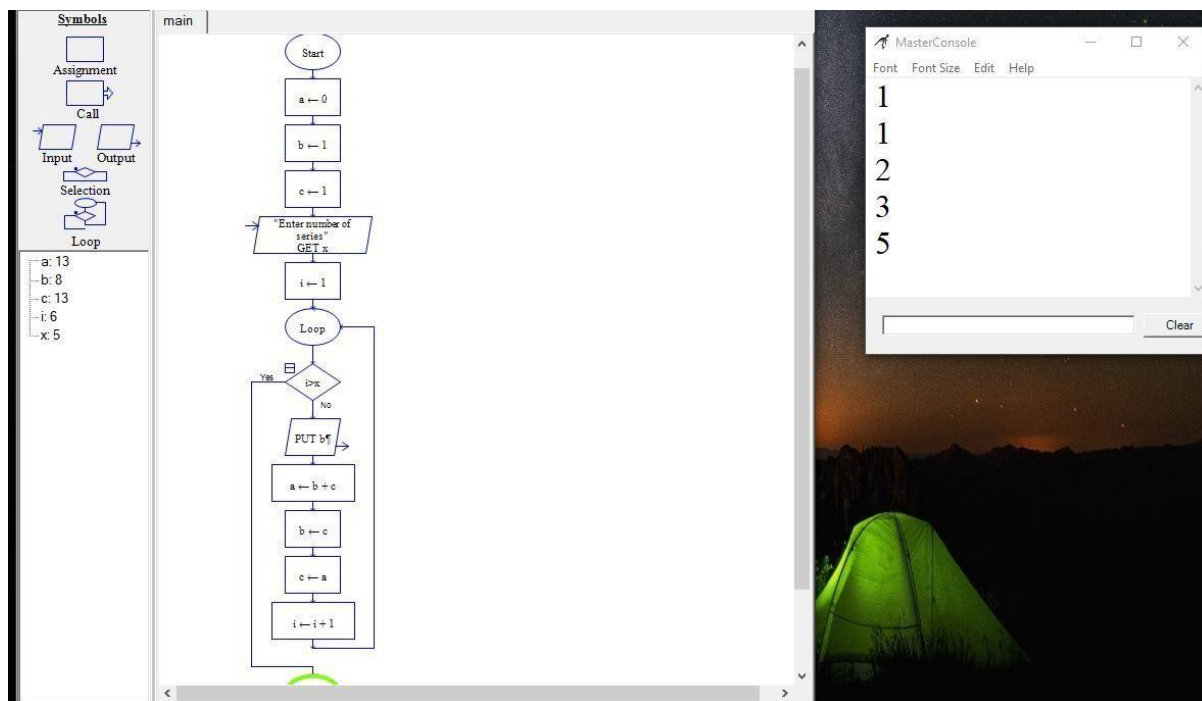 Symbols
Assignment
Call
Input Output
Selection
Loop
a: 13
b: 8
c: 13
i: 6
x: 5
main
Start
a ← 0
b ← 1
c ← 1
"Enter number of
series"
GET x
i ← 1
Loop
Yes
i>x
No
PUT b¶
a ← b + c
b ← c
c ← a
i ← i + 1
MasterConsole
Font Font Size Edit Help
1
1
2
3
5
Clear